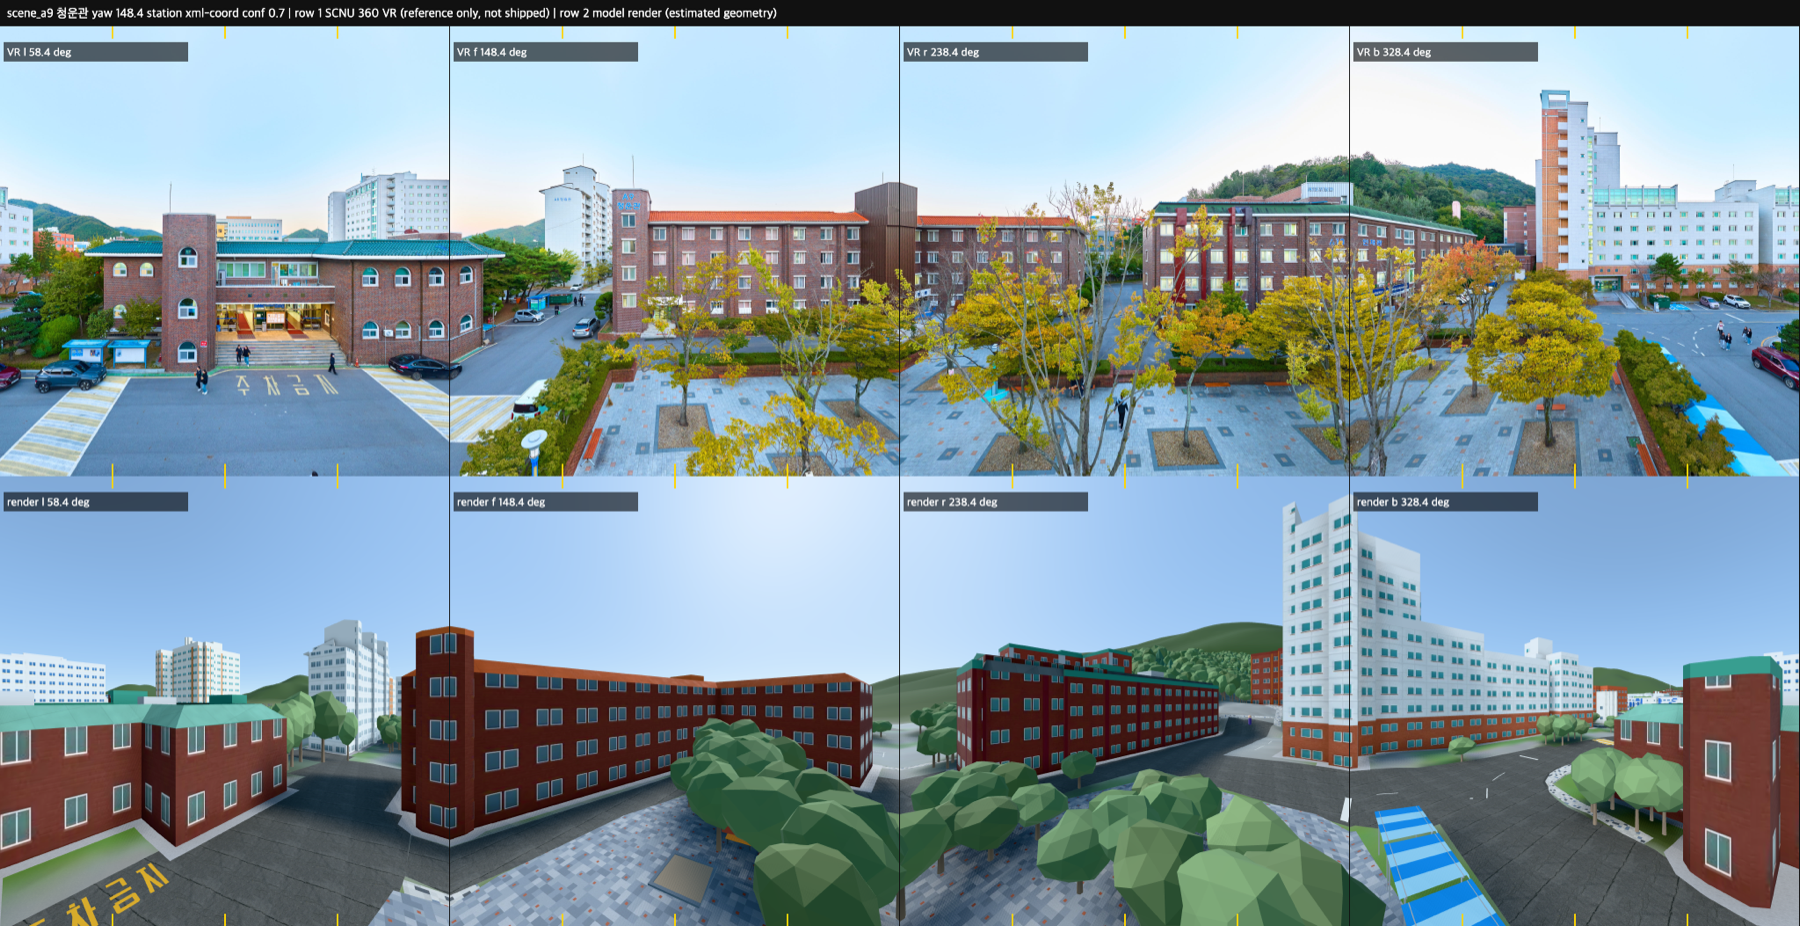 scene_a9 청운관 yaw 148.4 station xml-coord conf 0.7 | row 1 SCNU 360 VR (reference only, not shipped) | row 2 model render (estimated geometry)
VR l 58.4 deg
VR f 148.4 deg
VR r 238.4 deg
VR b 328.4 deg
주차금지
render l 58.4 deg
render f 148.4 deg
render r 238.4 deg
render b 328.4 deg
차금지